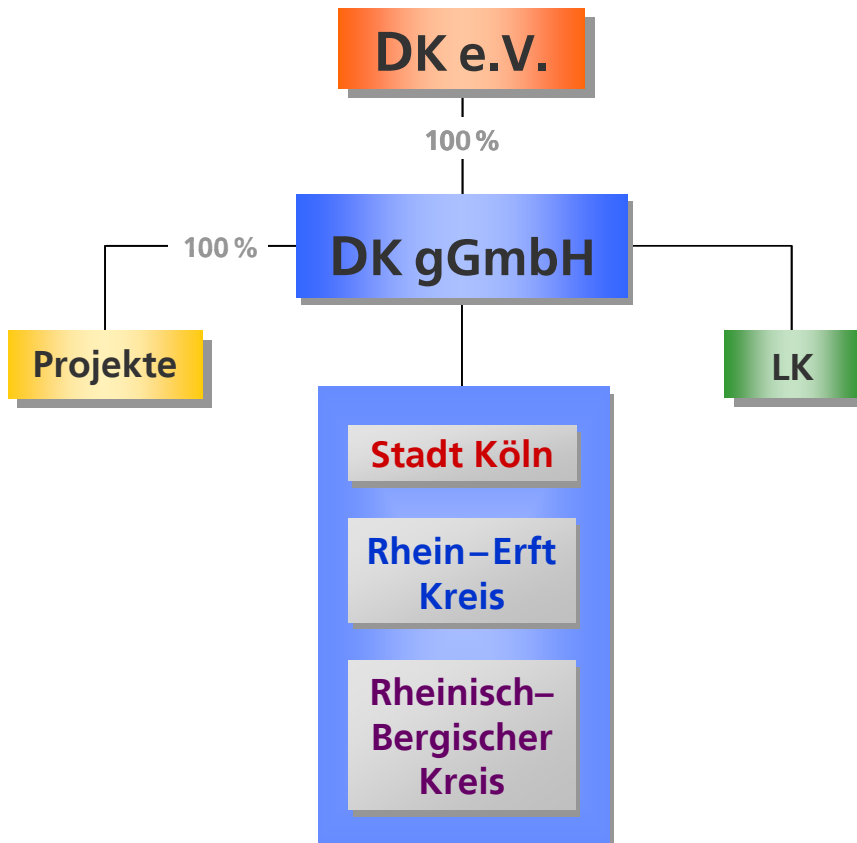 DK e.V.
100 %
100 %
DK gGmbH
Projekte
LK
Stadt Köln
Rhein–Erft
Kreis
Rheinisch–
Bergischer
Kreis